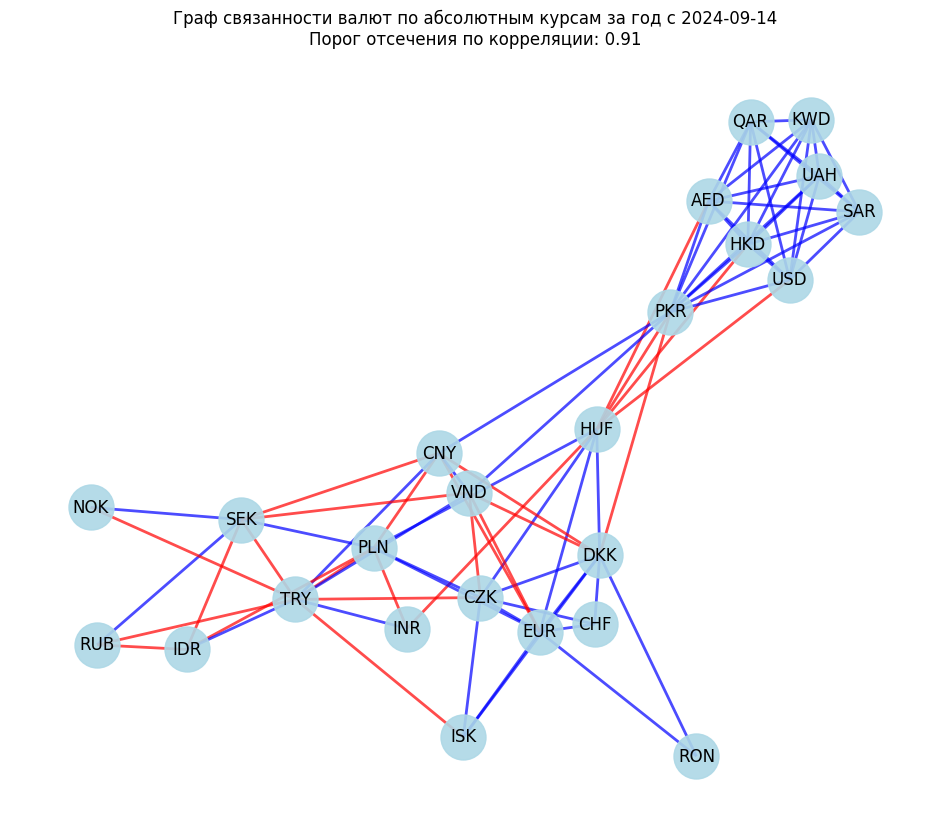 Граф связанности валют по абсолютным курсам за год с 2024-09-14
Порог отсечения по корреляции: 0.91
QAR
KWD
UAH
AED
SAR
HKD
USD
PKR
HUF
CNY
VND
NOK
SEK
PLN
DKK
TRY
CZK
CHF
INR
EUR
RUB
IDR
ISK
RON